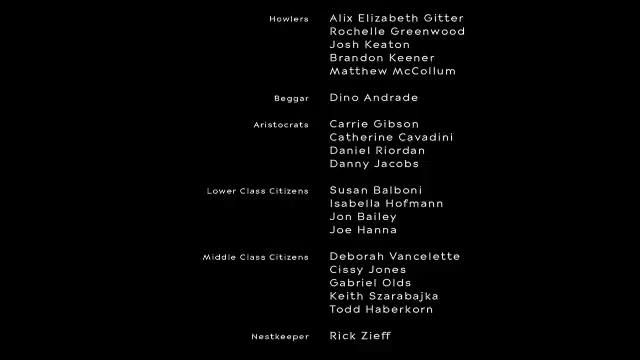 Howlers Alix Elizabeth Gitter
Rochelle Greenwood
Josh Keaton
Brandon Keener
Matthew McCollum
Beggar Dino Andrade
Aristocrats Carrie Gibson
Catherine Cavadini
Daniel Riordan
Danny Jacobs
Lower Class Citizens Susan Balboni
Isabella Hofmann
Jon Bailey
Joe Hanna
Middle Class Citizens Deborah Vancelette
Cissy Jones
Gabriel Olds
Keith Szarabajka
Todd Haberkorn
Nestkeeper Rick Zieff